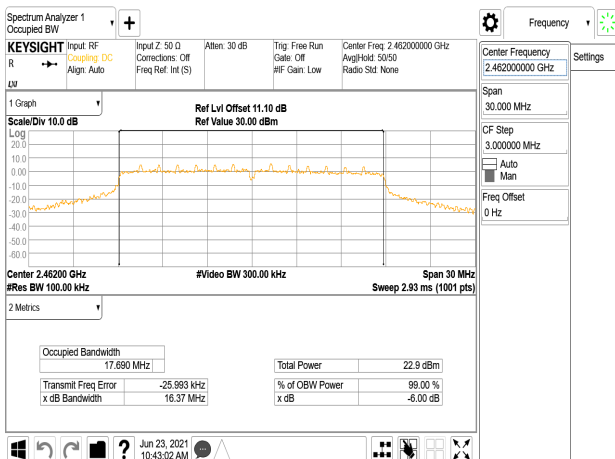 Spectrum Analyzer 1
Occupied BW
Frequency
KEYSIGHT
R
LXI
Input: RF
Coupling: DC
Align: Auto
Input Z: 50 Ω
Corrections: Off
Freq Ref: Int (S)
Atten: 30 dB
Trig: Free Run
Gate: Off
#IF Gain: Low
Center Freq: 2.462000000 GHz
Avg|Hold: 50/50
Radio Std: None
Center Frequency
2.462000000 GHz
Settings
Span
30.000 MHz
CF Step
3.000000 MHz
Auto
Man
Freq Offset
0 Hz
1 Graph
Scale/Div 10.0 dB
Ref Lvl Offset 11.10 dB
Ref Value 30.00 dBm
Log
20.0
10.0
0.00
-10.0
-20.0
-30.0
-40.0
-50.0
-60.0
Center 2.46200 GHz
#Video BW 300.00 kHz
Span 30 MHz
#Res BW 100.00 kHz
Sweep 2.93 ms (1001 pts)
2 Metrics
Occupied Bandwidth
17.690 MHz
Total Power 22.9 dBm
Transmit Freq Error -25.993 kHz
% of OBW Power 99.00 %
x dB Bandwidth 16.37 MHz
x dB -6.00 dB
?
Jun 23, 2021
10:43:02 AM